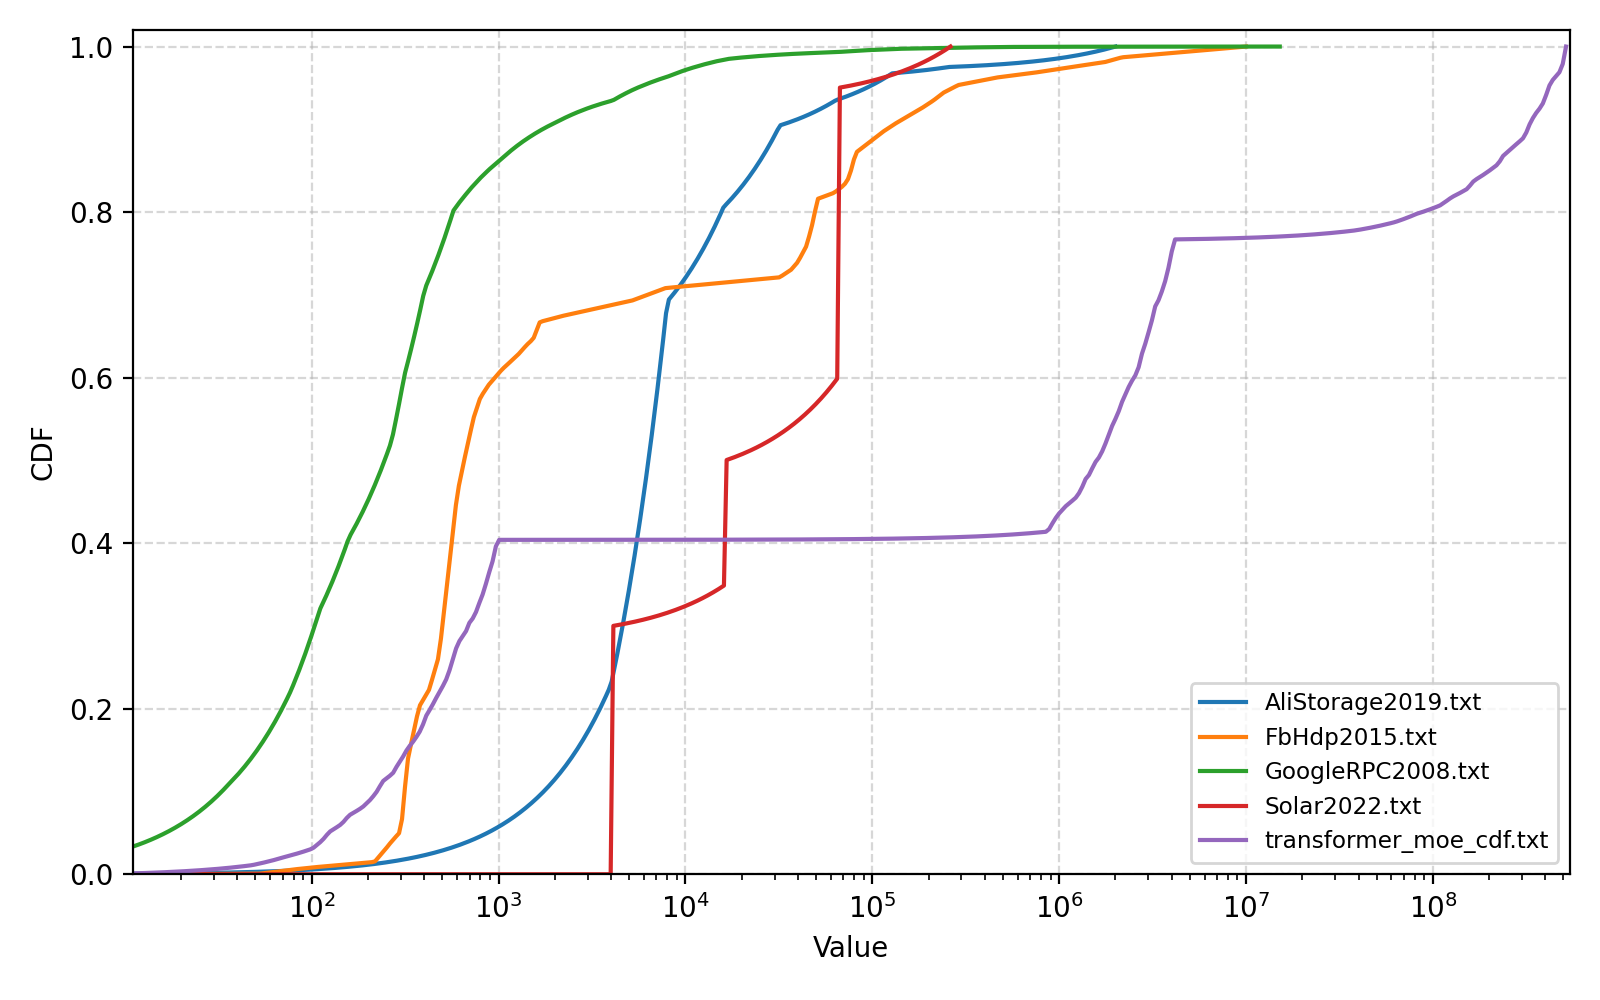 1.0
0.8
0.6
0.4
0.2
0.0
CDF
10²
10³
10⁴
10⁵
10⁶
10⁷
10⁸
Value
AliStorage2019.txt
FbHdp2015.txt
GoogleRPC2008.txt
Solar2022.txt
transformer_moe_cdf.txt